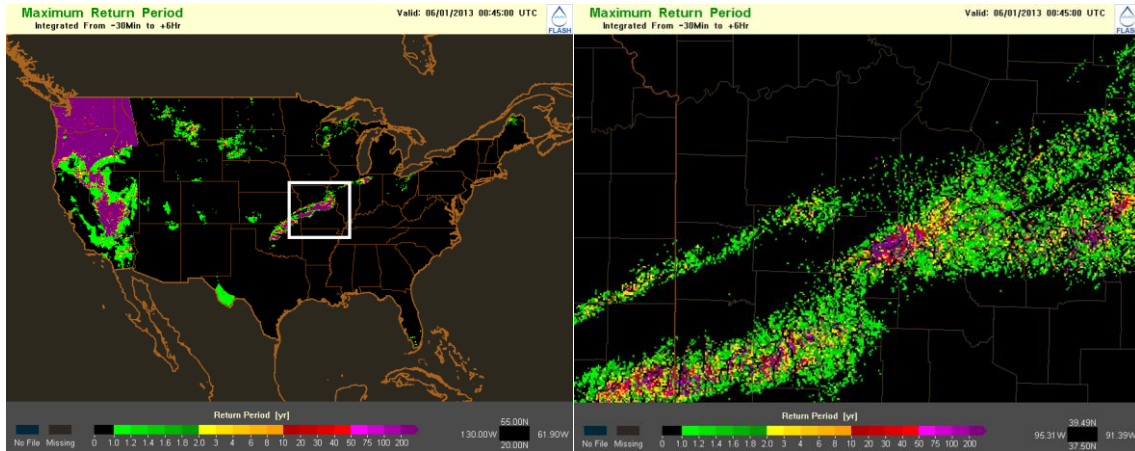 Maximum Return Period
Valid: 06/01/2013 00:45:00 UTC
Integrated From -30Min to +6Hr
FLASH
Return Period [yr]
No File Missing 0 1.0 1.2 1.4 1.6 1.8 2.0 3 4 6 8 10 20 30 40 50 75 100 200
55.00N
130.00W 61.90W
20.00N
Maximum Return Period
Valid: 06/01/2013 00:45:00 UTC
Integrated From -30Min to +6Hr
FLASH
Return Period [yr]
No File Missing 0 1.0 1.2 1.4 1.6 1.8 2.0 3 4 6 8 10 20 30 40 50 75 100 200
39.49N
95.31W 91.39W
37.50N